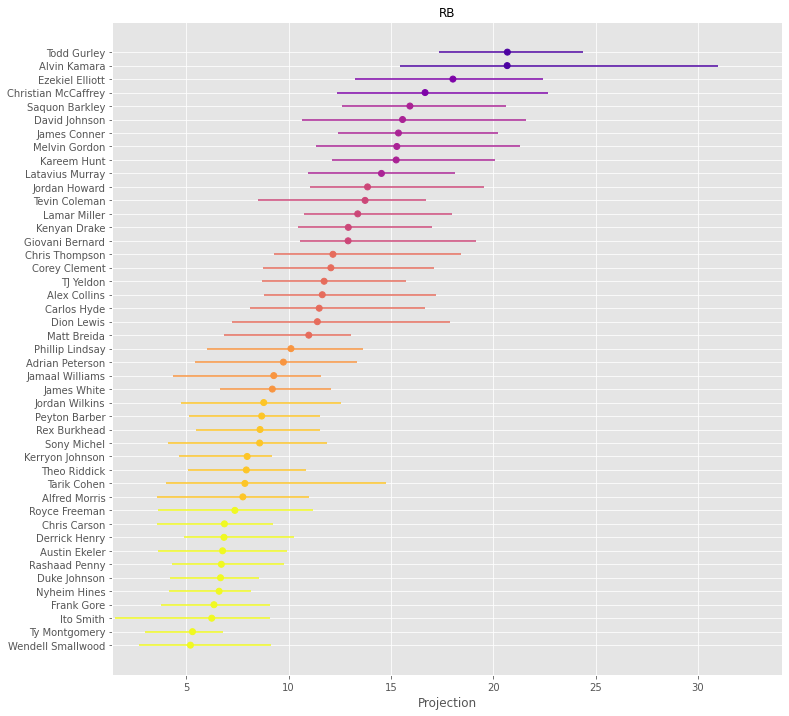 RB
Todd Gurley
Alvin Kamara
Ezekiel Elliott
Christian McCaffrey
Saquon Barkley
David Johnson
James Conner
Melvin Gordon
Kareem Hunt
Latavius Murray
Jordan Howard
Tevin Coleman
Lamar Miller
Kenyan Drake
Giovani Bernard
Chris Thompson
Corey Clement
TJ Yeldon
Alex Collins
Carlos Hyde
Dion Lewis
Matt Breida
Phillip Lindsay
Adrian Peterson
Jamaal Williams
James White
Jordan Wilkins
Peyton Barber
Rex Burkhead
Sony Michel
Kerryon Johnson
Theo Riddick
Tarik Cohen
Alfred Morris
Royce Freeman
Chris Carson
Derrick Henry
Austin Ekeler
Rashaad Penny
Duke Johnson
Nyheim Hines
Frank Gore
Ito Smith
Ty Montgomery
Wendell Smallwood
5 10 15 20 25 30
Projection